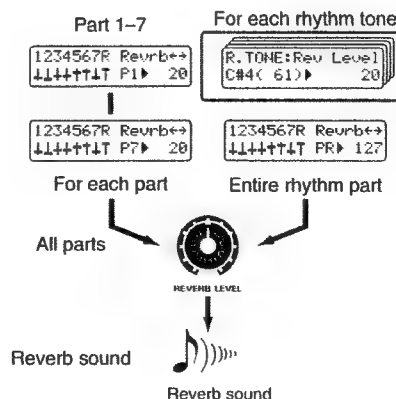 Part 1–7
For each rhythm tone
1234567R Revrb↔
↓↓↓↓↑↑↓T P1▶ 20
R.TONE:Rev Level
C#4( 61)▶ 20
1234567R Revrb↔
↓↓↓↓↑↑↓T P7▶ 20
1234567R Revrb↔
↓↓↓↓↑↑↓T PR▶ 127
For each part
Entire rhythm part
All parts
REVERB LEVEL
Reverb sound
Reverb sound